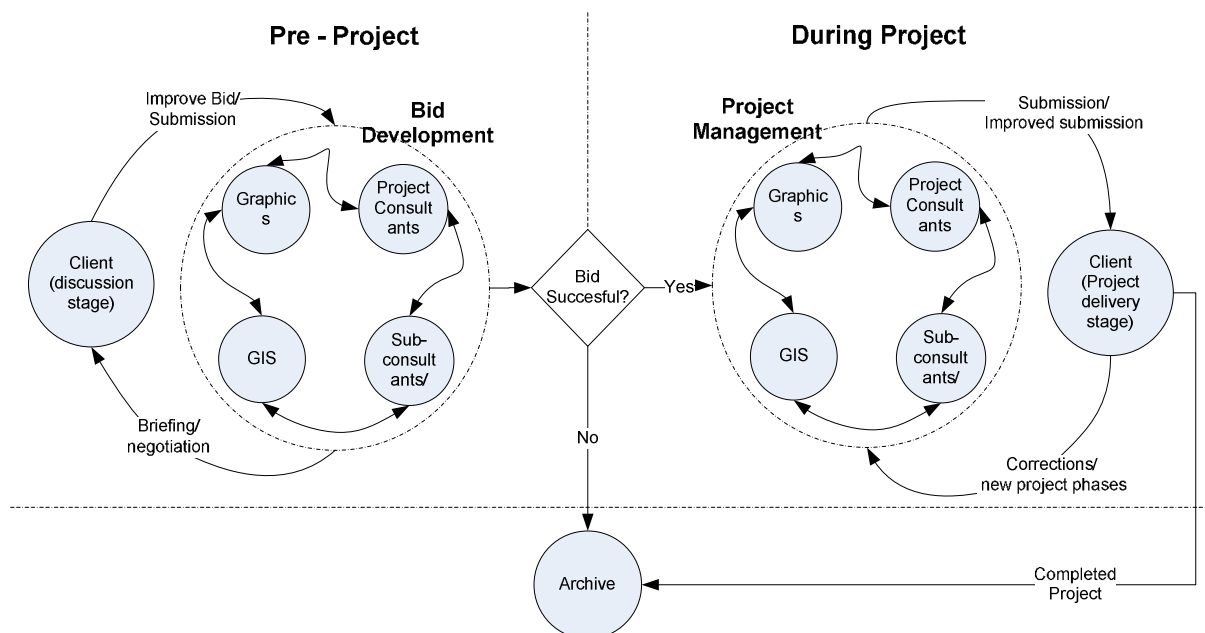 Pre - Project
During Project
Improve Bid/
Submission
Bid
Development
Graphic
s
Project
Consult
ants
Client
(discussion
stage)
GIS
Sub-
consult
ants/
Briefing/
negotiation
Bid
Succesful?
Yes
No
Project
Management
Graphic
s
Project
Consult
ants
GIS
Sub-
consult
ants/
Submission/
Improved submission
Client
(Project
delivery
stage)
Corrections/
new project phases
Archive
Completed
Project